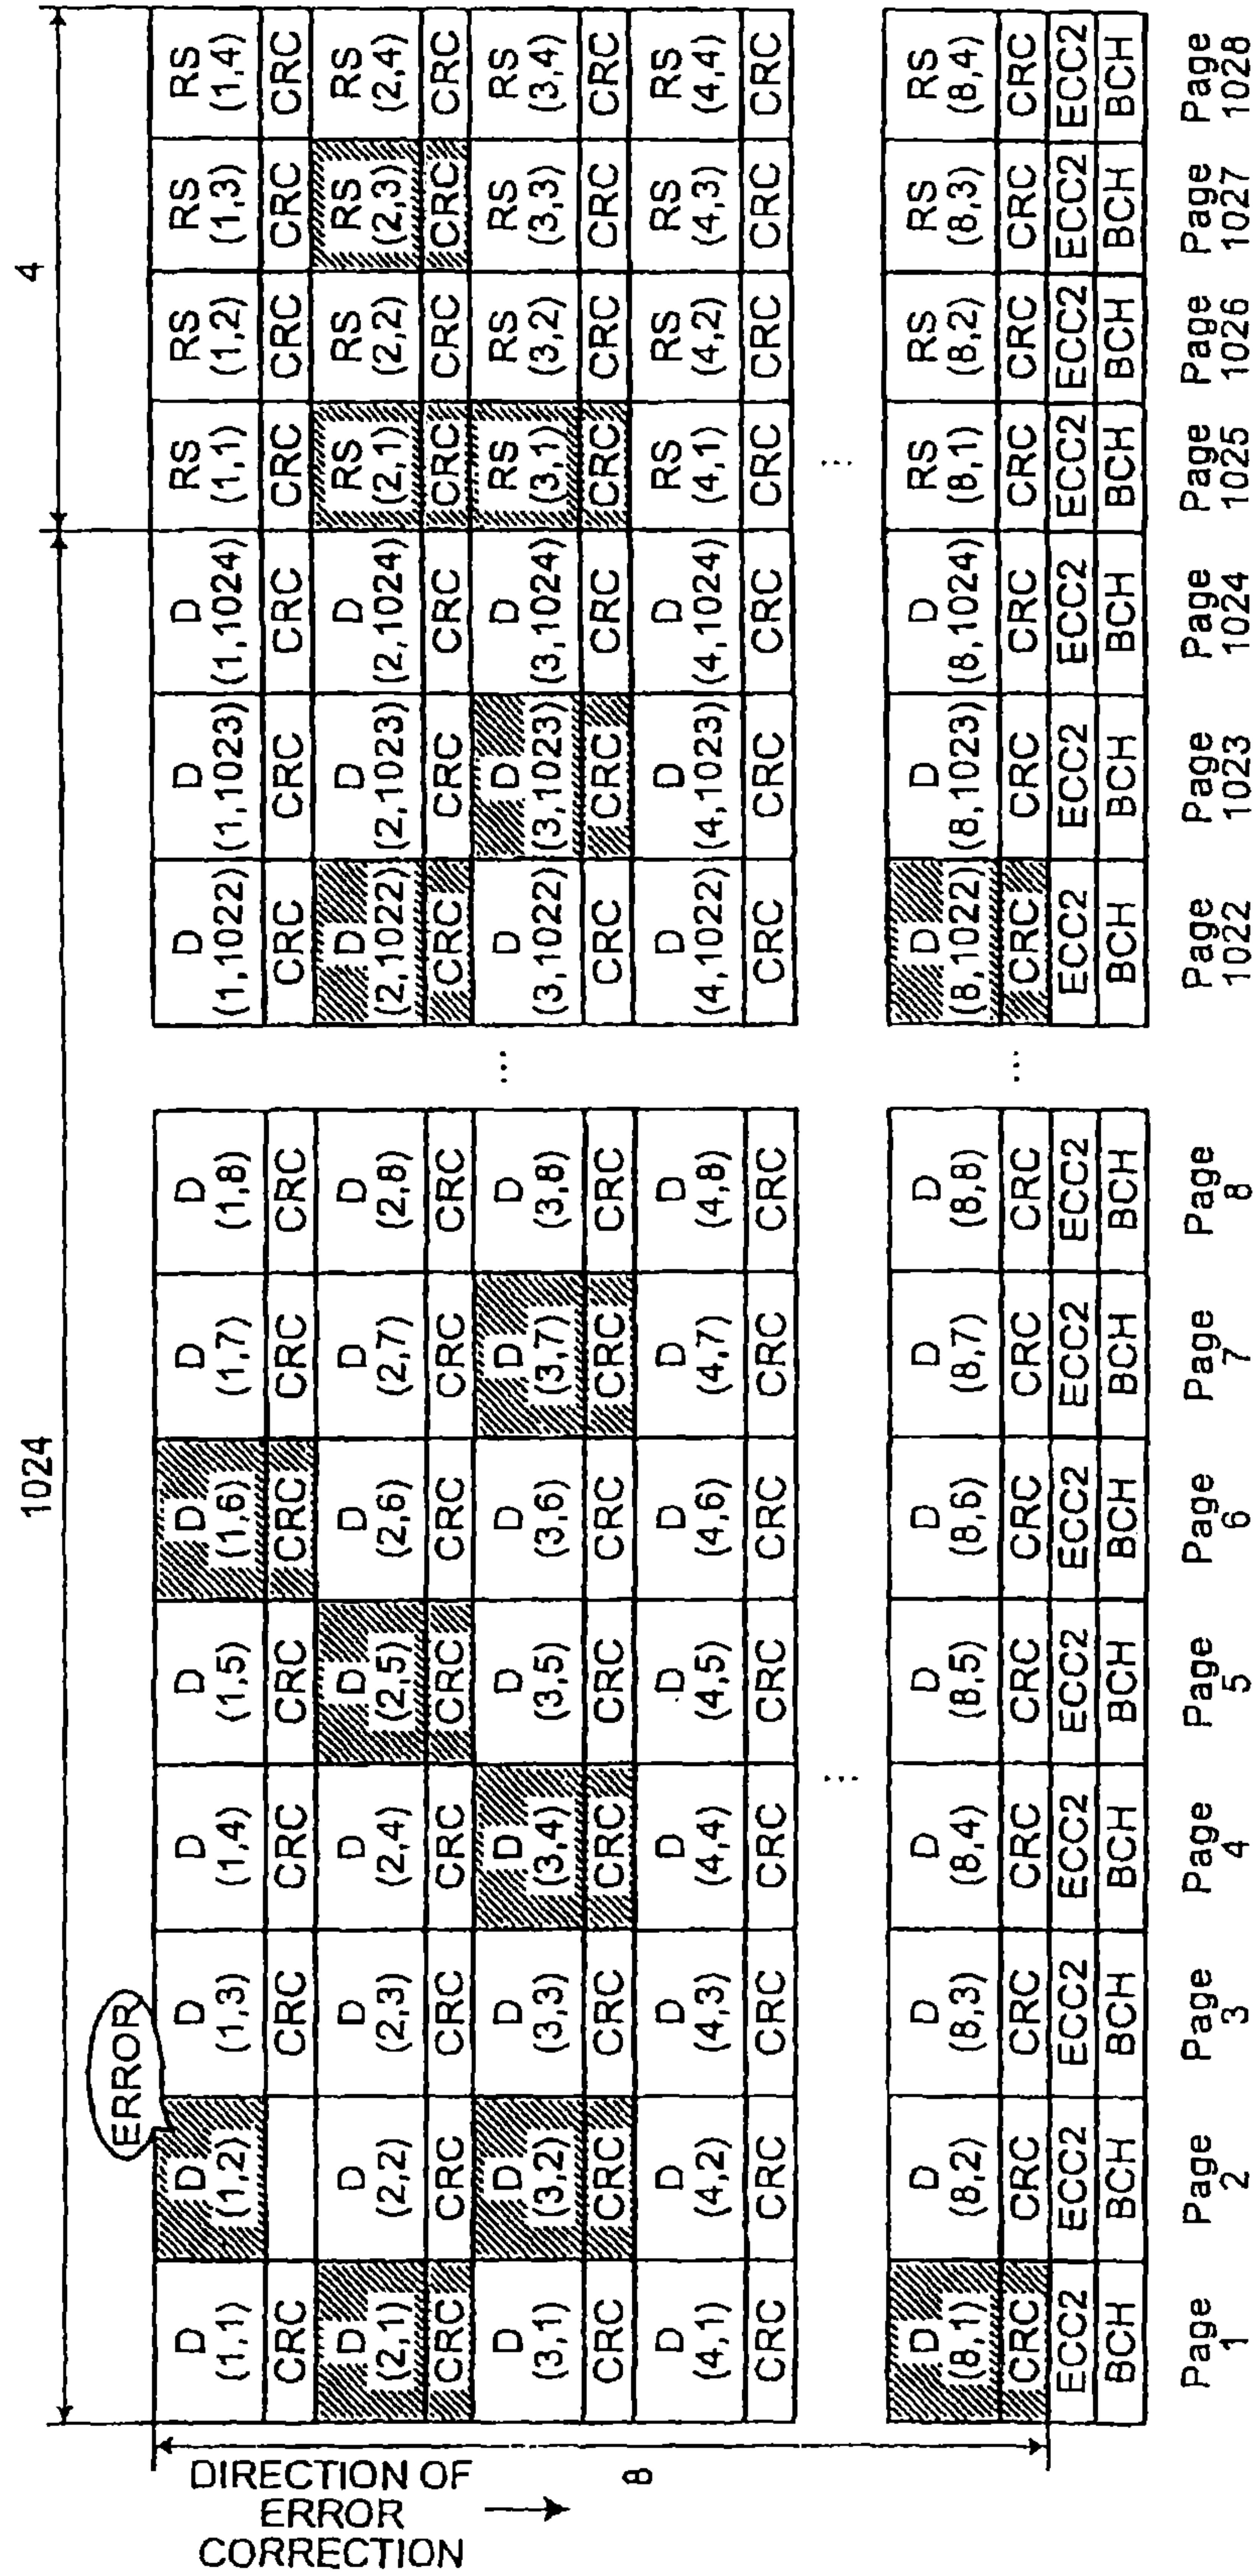 1024 4
ERROR
D D D D D D D D D D D RS RS RS RS
(1,1) (1,2) (1,3) (1,4) (1,5) (1,6) (1,7) (1,8) (1,1022) (1,1023) (1,1024) (1,1) (1,2) (1,3) (1,4)
CRC CRC CRC CRC CRC CRC CRC CRC CRC CRC CRC CRC CRC CRC
D D D D D D D D D D D RS RS RS RS
(2,1) (2,2) (2,3) (2,4) (2,5) (2,6) (2,7) (2,8) (2,1022) (2,1023) (2,1024) (2,1) (2,2) (2,3) (2,4)
CRC CRC CRC CRC CRC CRC CRC CRC CRC CRC CRC CRC CRC CRC CRC
D D D D D D D D ... D D D RS RS RS RS
(3,1) (3,2) (3,3) (3,4) (3,5) (3,6) (3,7) (3,8) (3,1022) (3,1023) (3,1024) (3,1) (3,2) (3,3) (3,4)
CRC CRC CRC CRC CRC CRC CRC CRC CRC CRC CRC CRC CRC CRC CRC
D D D D D D D D D D D RS RS RS RS
(4,1) (4,2) (4,3) (4,4) (4,5) (4,6) (4,7) (4,8) (4,1022) (4,1023) (4,1024) (4,1) (4,2) (4,3) (4,4)
CRC CRC CRC CRC CRC CRC CRC CRC CRC CRC CRC CRC CRC CRC CRC
... ...
D D D D D D D D D D D RS RS RS RS
(8,1) (8,2) (8,3) (8,4) (8,5) (8,6) (8,7) (8,8) (8,1022) (8,1023) (8,1024) (8,1) (8,2) (8,3) (8,4)
CRC CRC CRC CRC CRC CRC CRC CRC ... CRC CRC CRC CRC CRC CRC CRC
ECC2 ECC2 ECC2 ECC2 ECC2 ECC2 ECC2 ECC2 ECC2 ECC2 ECC2 ECC2 ECC2 ECC2 ECC2
BCH BCH BCH BCH BCH BCH BCH BCH BCH BCH BCH BCH BCH BCH BCH
Page Page Page Page Page Page Page Page Page Page Page Page Page Page Page
1 2 3 4 5 6 7 8 1022 1023 1024 1025 1026 1027 1028
DIRECTION OF
ERROR
CORRECTION
8